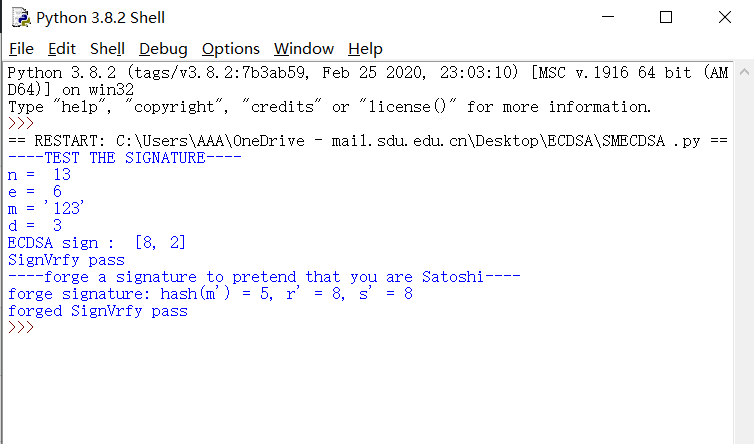 Python 3.8.2 Shell
File Edit Shell Debug Options Window Help
Python 3.8.2 (tags/v3.8.2:7b3ab59, Feb 25 2020, 23:03:10) [MSC v.1916 64 bit (AM
D64)] on win32
Type "help", "copyright", "credits" or "license()" for more information.
>>>
== RESTART: C:\Users\AAA\OneDrive - mail.sdu.edu.cn\Desktop\ECDSA\SMECDSA .py ==
----TEST THE SIGNATURE----
n =  13
e =  6
m = '123'
d =  3
ECDSA sign :  [8, 2]
SignVrfy pass
----forge a signature to pretend that you are Satoshi----
forge signature: hash(m') = 5, r' = 8, s' = 8
forged SignVrfy pass
>>>